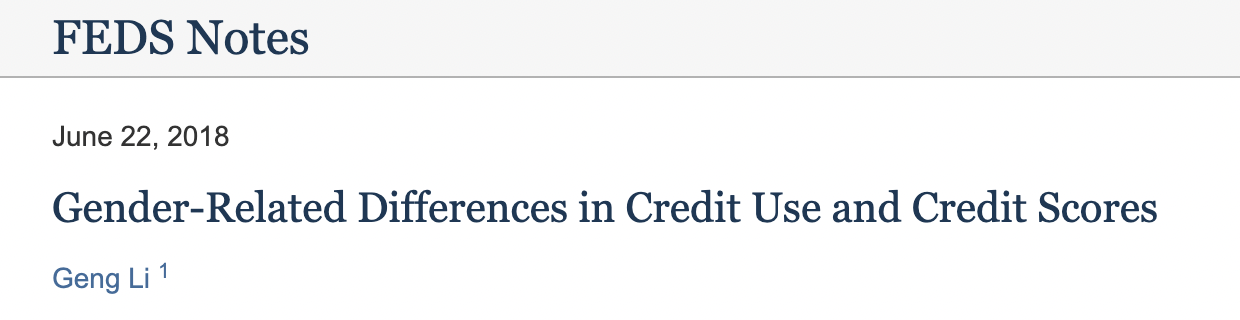 FEDS Notes
June 22, 2018
Gender-Related Differences in Credit Use and Credit Scores
Geng Li 1